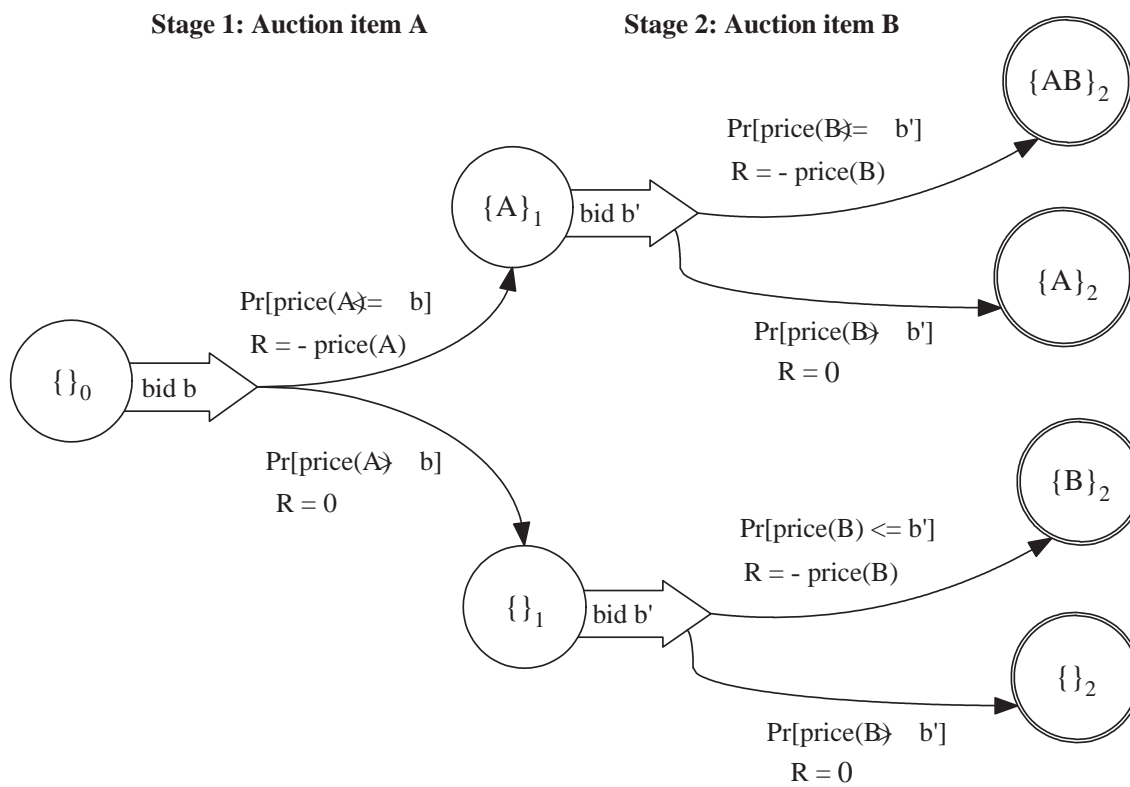 Stage 1: Auction item A
Stage 2: Auction item B
{AB}2
Pr[price(B)<= b']
R = - price(B)
{A}1
bid b'
{A}2
Pr[price(A)<= b]
R = - price(A)
Pr[price(B)> b']
R = 0
{}0
bid b
Pr[price(A)> b]
R = 0
{B}2
Pr[price(B) <= b']
R = - price(B)
{}1
bid b'
{}2
Pr[price(B)> b']
R = 0